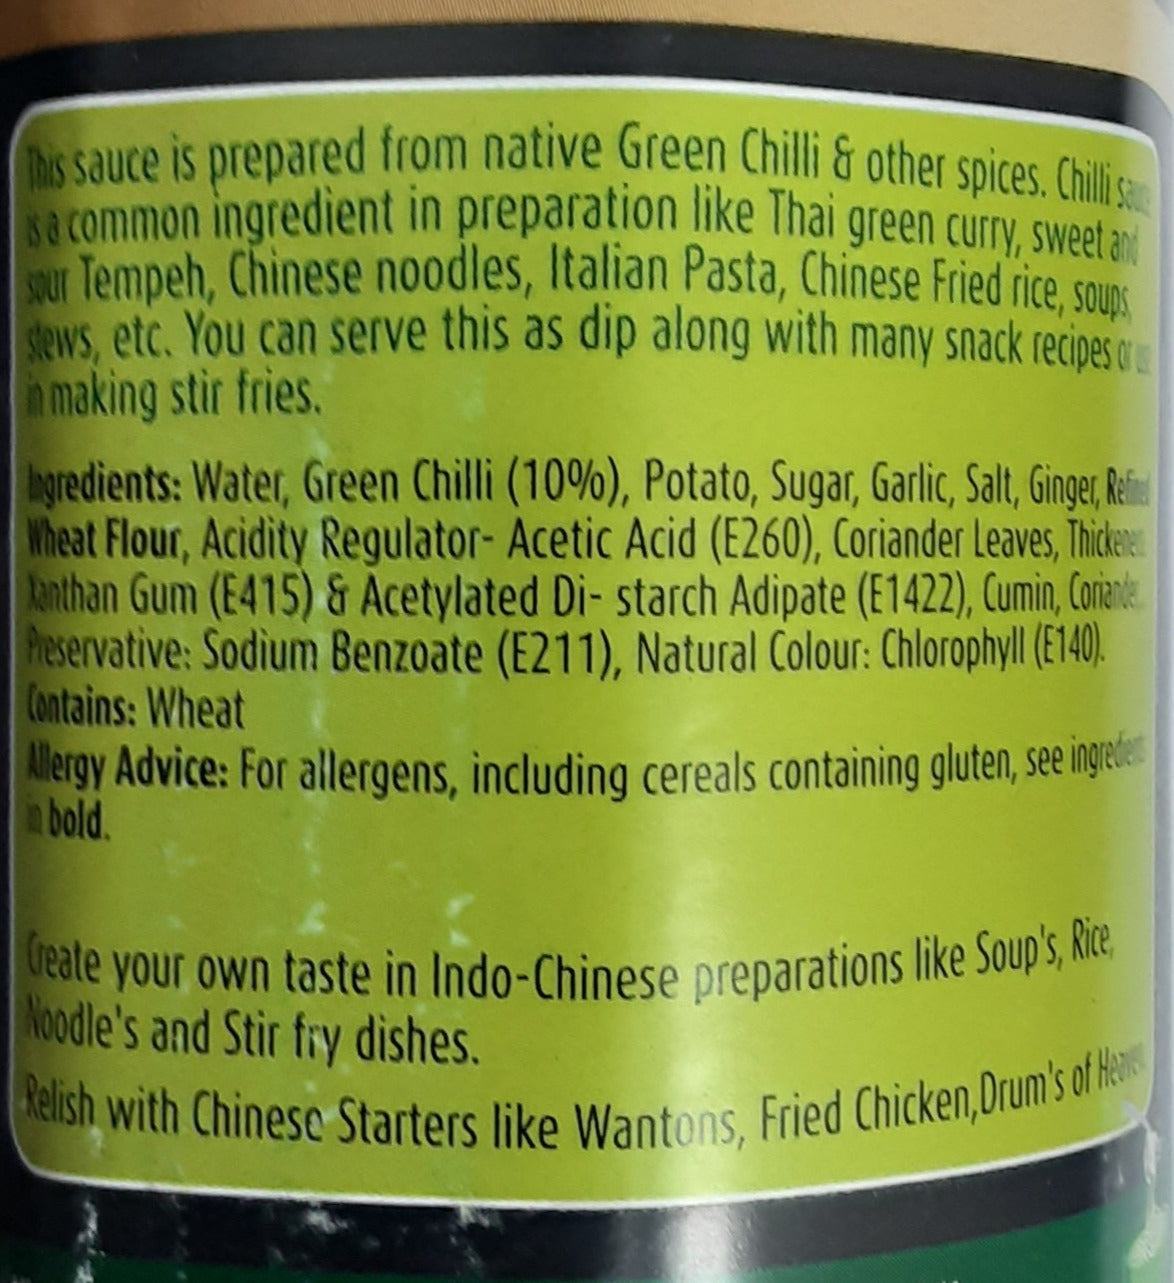 This sauce is prepared from native Green Chilli & other spices. Chilli sauce
is a common ingredient in preparation like Thai green curry, sweet and
sour Tempeh, Chinese noodles, Italian Pasta, Chinese Fried rice, soups,
stews, etc. You can serve this as dip along with many snack recipes or use
in making stir fries.
Ingredients: Water, Green Chilli (10%), Potato, Sugar, Garlic, Salt, Ginger, Refined
Wheat Flour, Acidity Regulator- Acetic Acid (E260), Coriander Leaves, Thickener:
Xanthan Gum (E415) & Acetylated Di- starch Adipate (E1422), Cumin, Coriander,
Preservative: Sodium Benzoate (E211), Natural Colour: Chlorophyll (E140).
Contains: Wheat
Allergy Advice: For allergens, including cereals containing gluten, see ingredients
in bold.
Create your own taste in Indo-Chinese preparations like Soup's, Rice,
Noodle's and Stir fry dishes.
Relish with Chinese Starters like Wantons, Fried Chicken,Drum's of Heaven